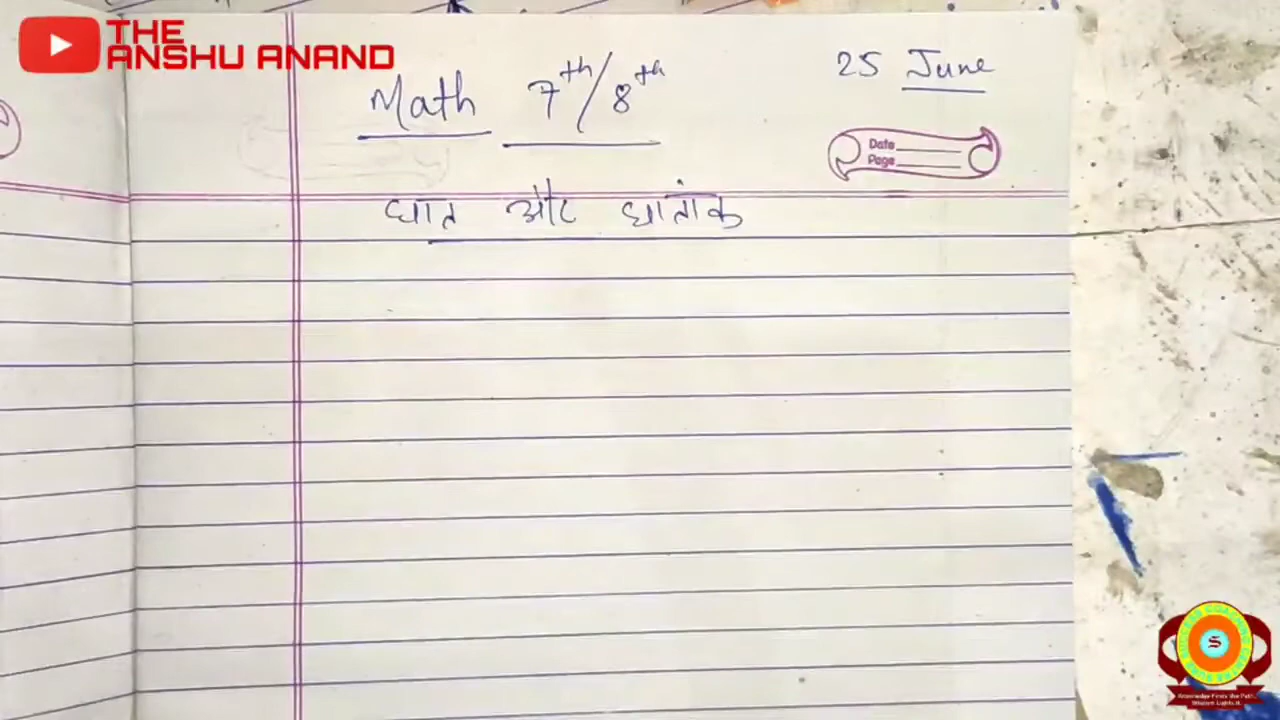 THE
ANSHU ANAND
Math 7th/8th
25 June
Date
Page
घात और घातांक